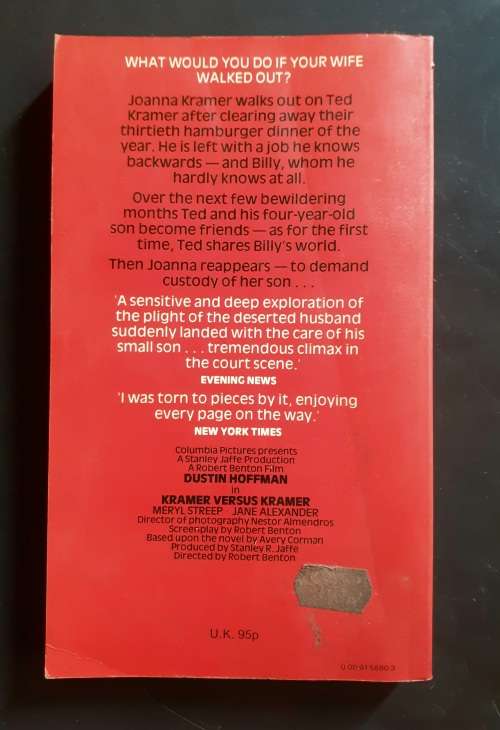 WHAT WOULD YOU DO IF YOUR WIFE
WALKED OUT?
Joanna Kramer walks out on Ted
Kramer after clearing away their
thirtieth hamburger dinner of the
year. He is left with a job he knows
backwards — and Billy, whom he
hardly knows at all.
Over the next few bewildering
months Ted and his four-year-old
son become friends — as for the first
time, Ted shares Billy's world.
Then Joanna reappears — to demand
custody of her son . . .
'A sensitive and deep exploration of
the plight of the deserted husband
suddenly landed with the care of his
small son . . . tremendous climax in
the court scene.'
EVENING NEWS
'I was torn to pieces by it, enjoying
every page on the way.'
NEW YORK TIMES
Columbia Pictures presents
A Stanley Jaffe Production
A Robert Benton Film
DUSTIN HOFFMAN
in
KRAMER VERSUS KRAMER
MERYL STREEP · JANE ALEXANDER
Director of photography Nestor Almendros
Screenplay by Robert Benton
Based upon the novel by Avery Corman
Produced by Stanley R. Jaffe
Directed by Robert Benton
U.K. 95p